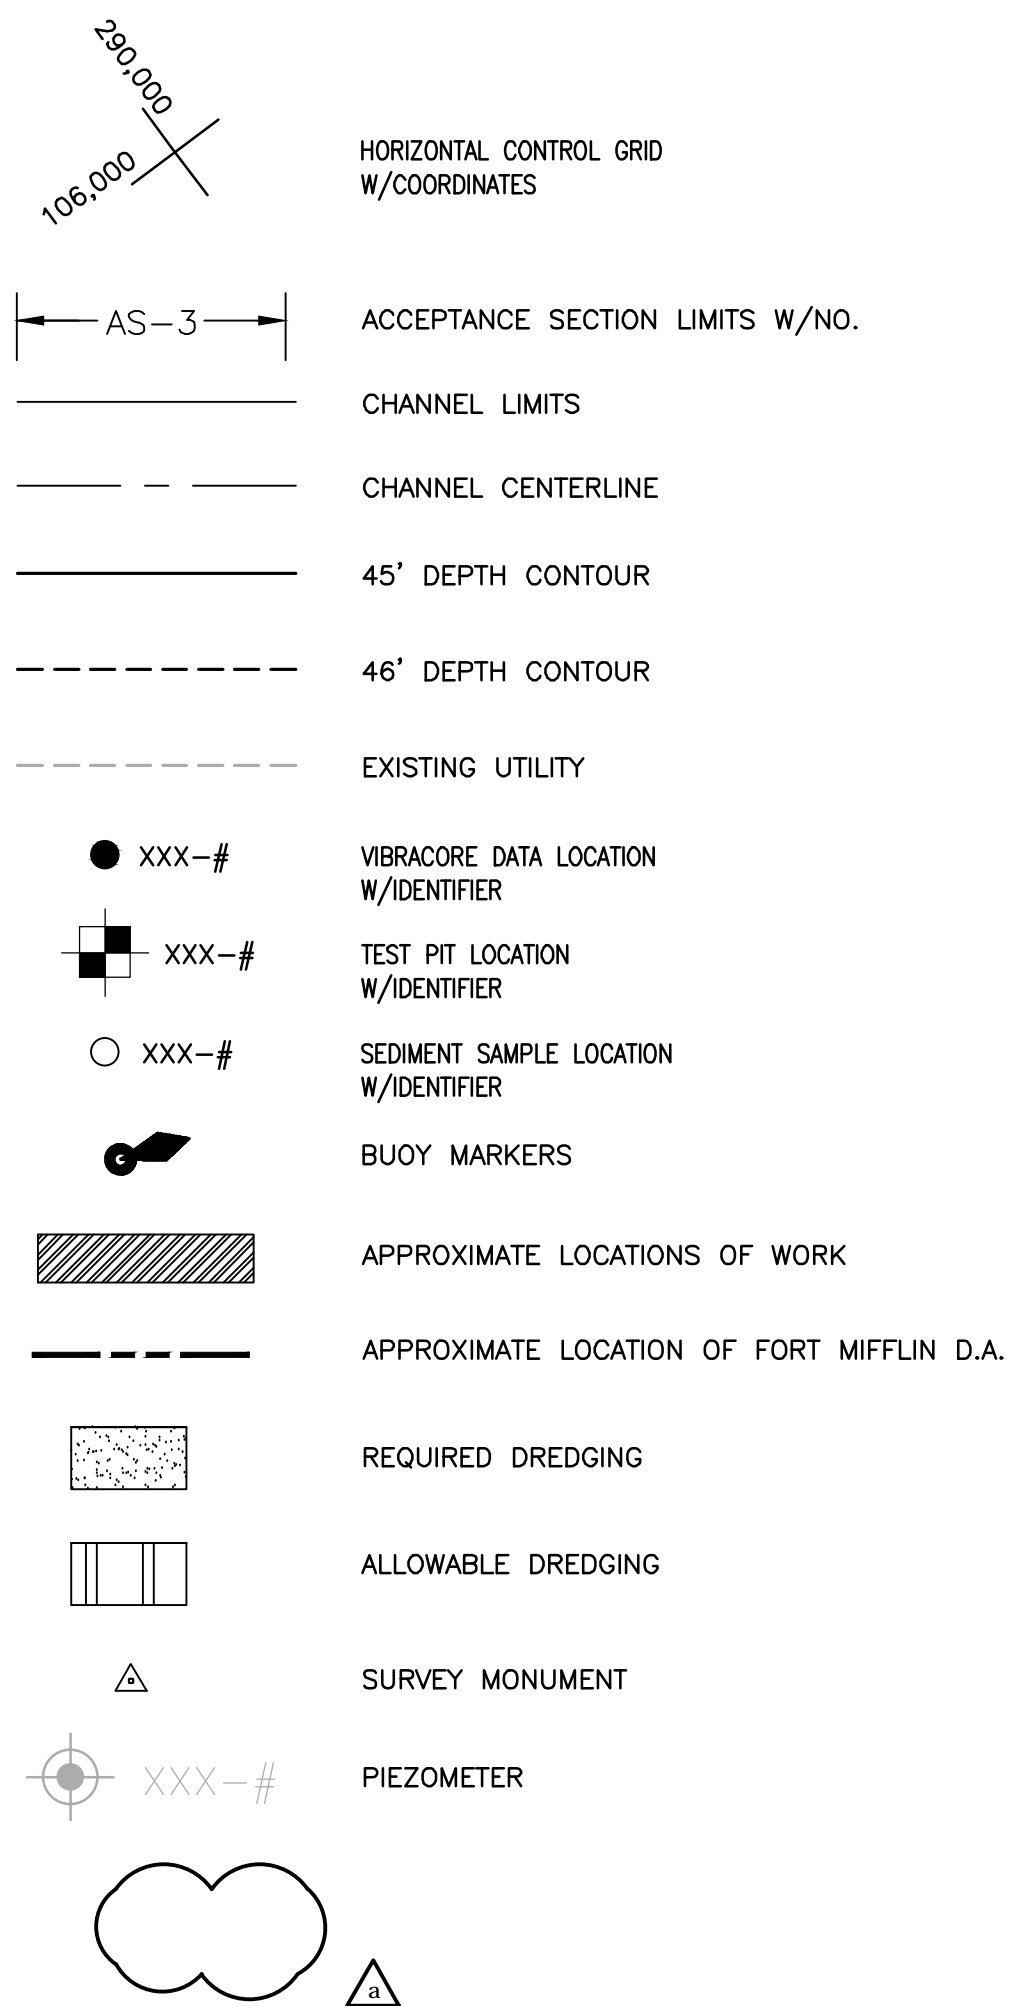 290,000
106,000
HORIZONTAL CONTROL GRID
W/COORDINATES
AS-3
ACCEPTANCE SECTION LIMITS W/NO.
CHANNEL LIMITS
CHANNEL CENTERLINE
45' DEPTH CONTOUR
46' DEPTH CONTOUR
EXISTING UTILITY
XXX-#
VIBRACORE DATA LOCATION
W/IDENTIFIER
XXX-#
TEST PIT LOCATION
W/IDENTIFIER
XXX-#
SEDIMENT SAMPLE LOCATION
W/IDENTIFIER
BUOY MARKERS
APPROXIMATE LOCATIONS OF WORK
APPROXIMATE LOCATION OF FORT MIFFLIN D.A.
REQUIRED DREDGING
ALLOWABLE DREDGING
SURVEY MONUMENT
XXX-#
PIEZOMETER
a